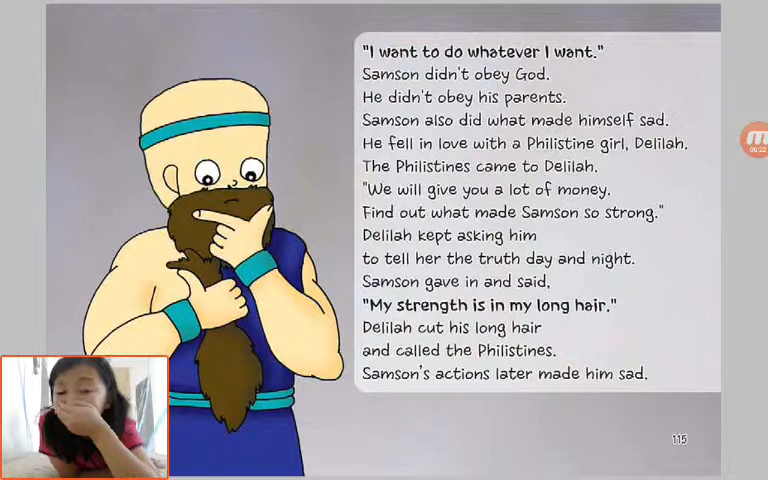 "I want to do whatever I want."
Samson didn't obey God.
He didn't obey his parents.
Samson also did what made himself sad.
He fell in love with a Philistine girl, Delilah.
The Philistines came to Delilah.
"We will give you a lot of money.
Find out what made Samson so strong."
Delilah kept asking him
to tell her the truth day and night.
Samson gave in and said,
"My strength is in my long hair."
Delilah cut his long hair
and called the Philistines.
Samson's actions later made him sad.
115
06:22